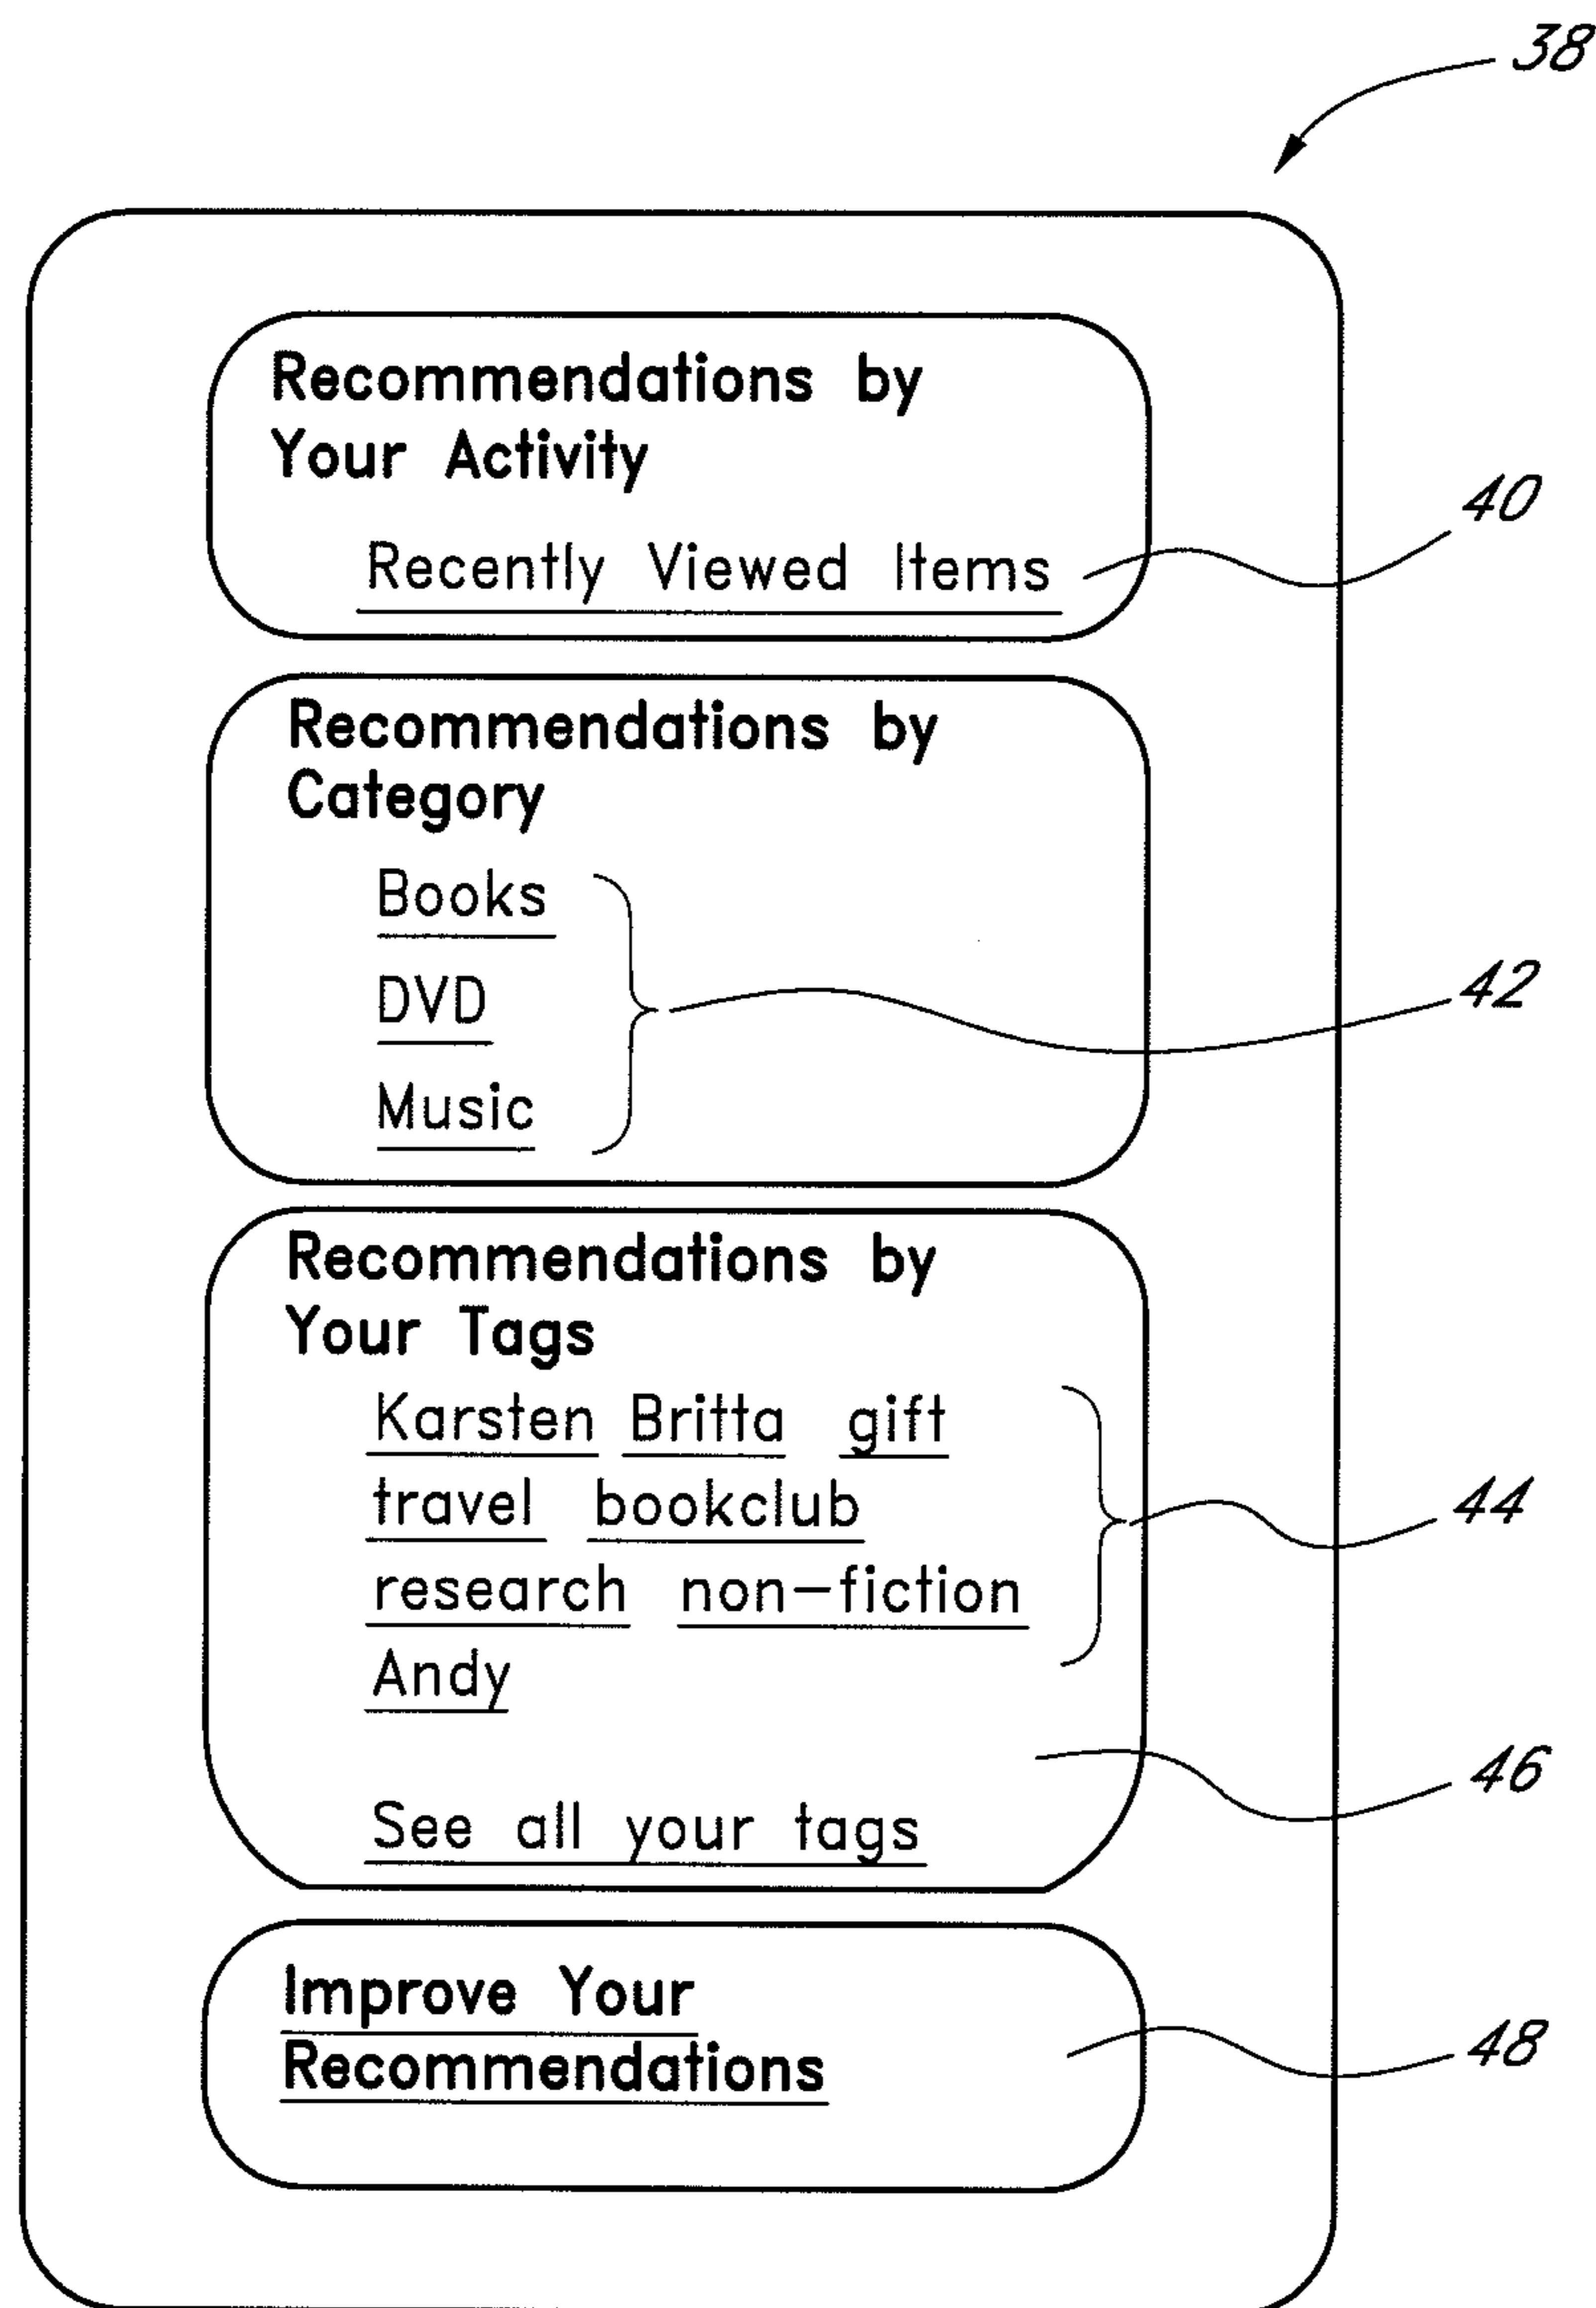 38
Recommendations by
Your Activity
40
Recently Viewed Items
Recommendations by
Category
Books
42
DVD
Music
Recommendations by
Your Tags
Karsten Britta gift
travel bookclub
44
research non-fiction
Andy
46
See all your tags
Improve Your
48
Recommendations